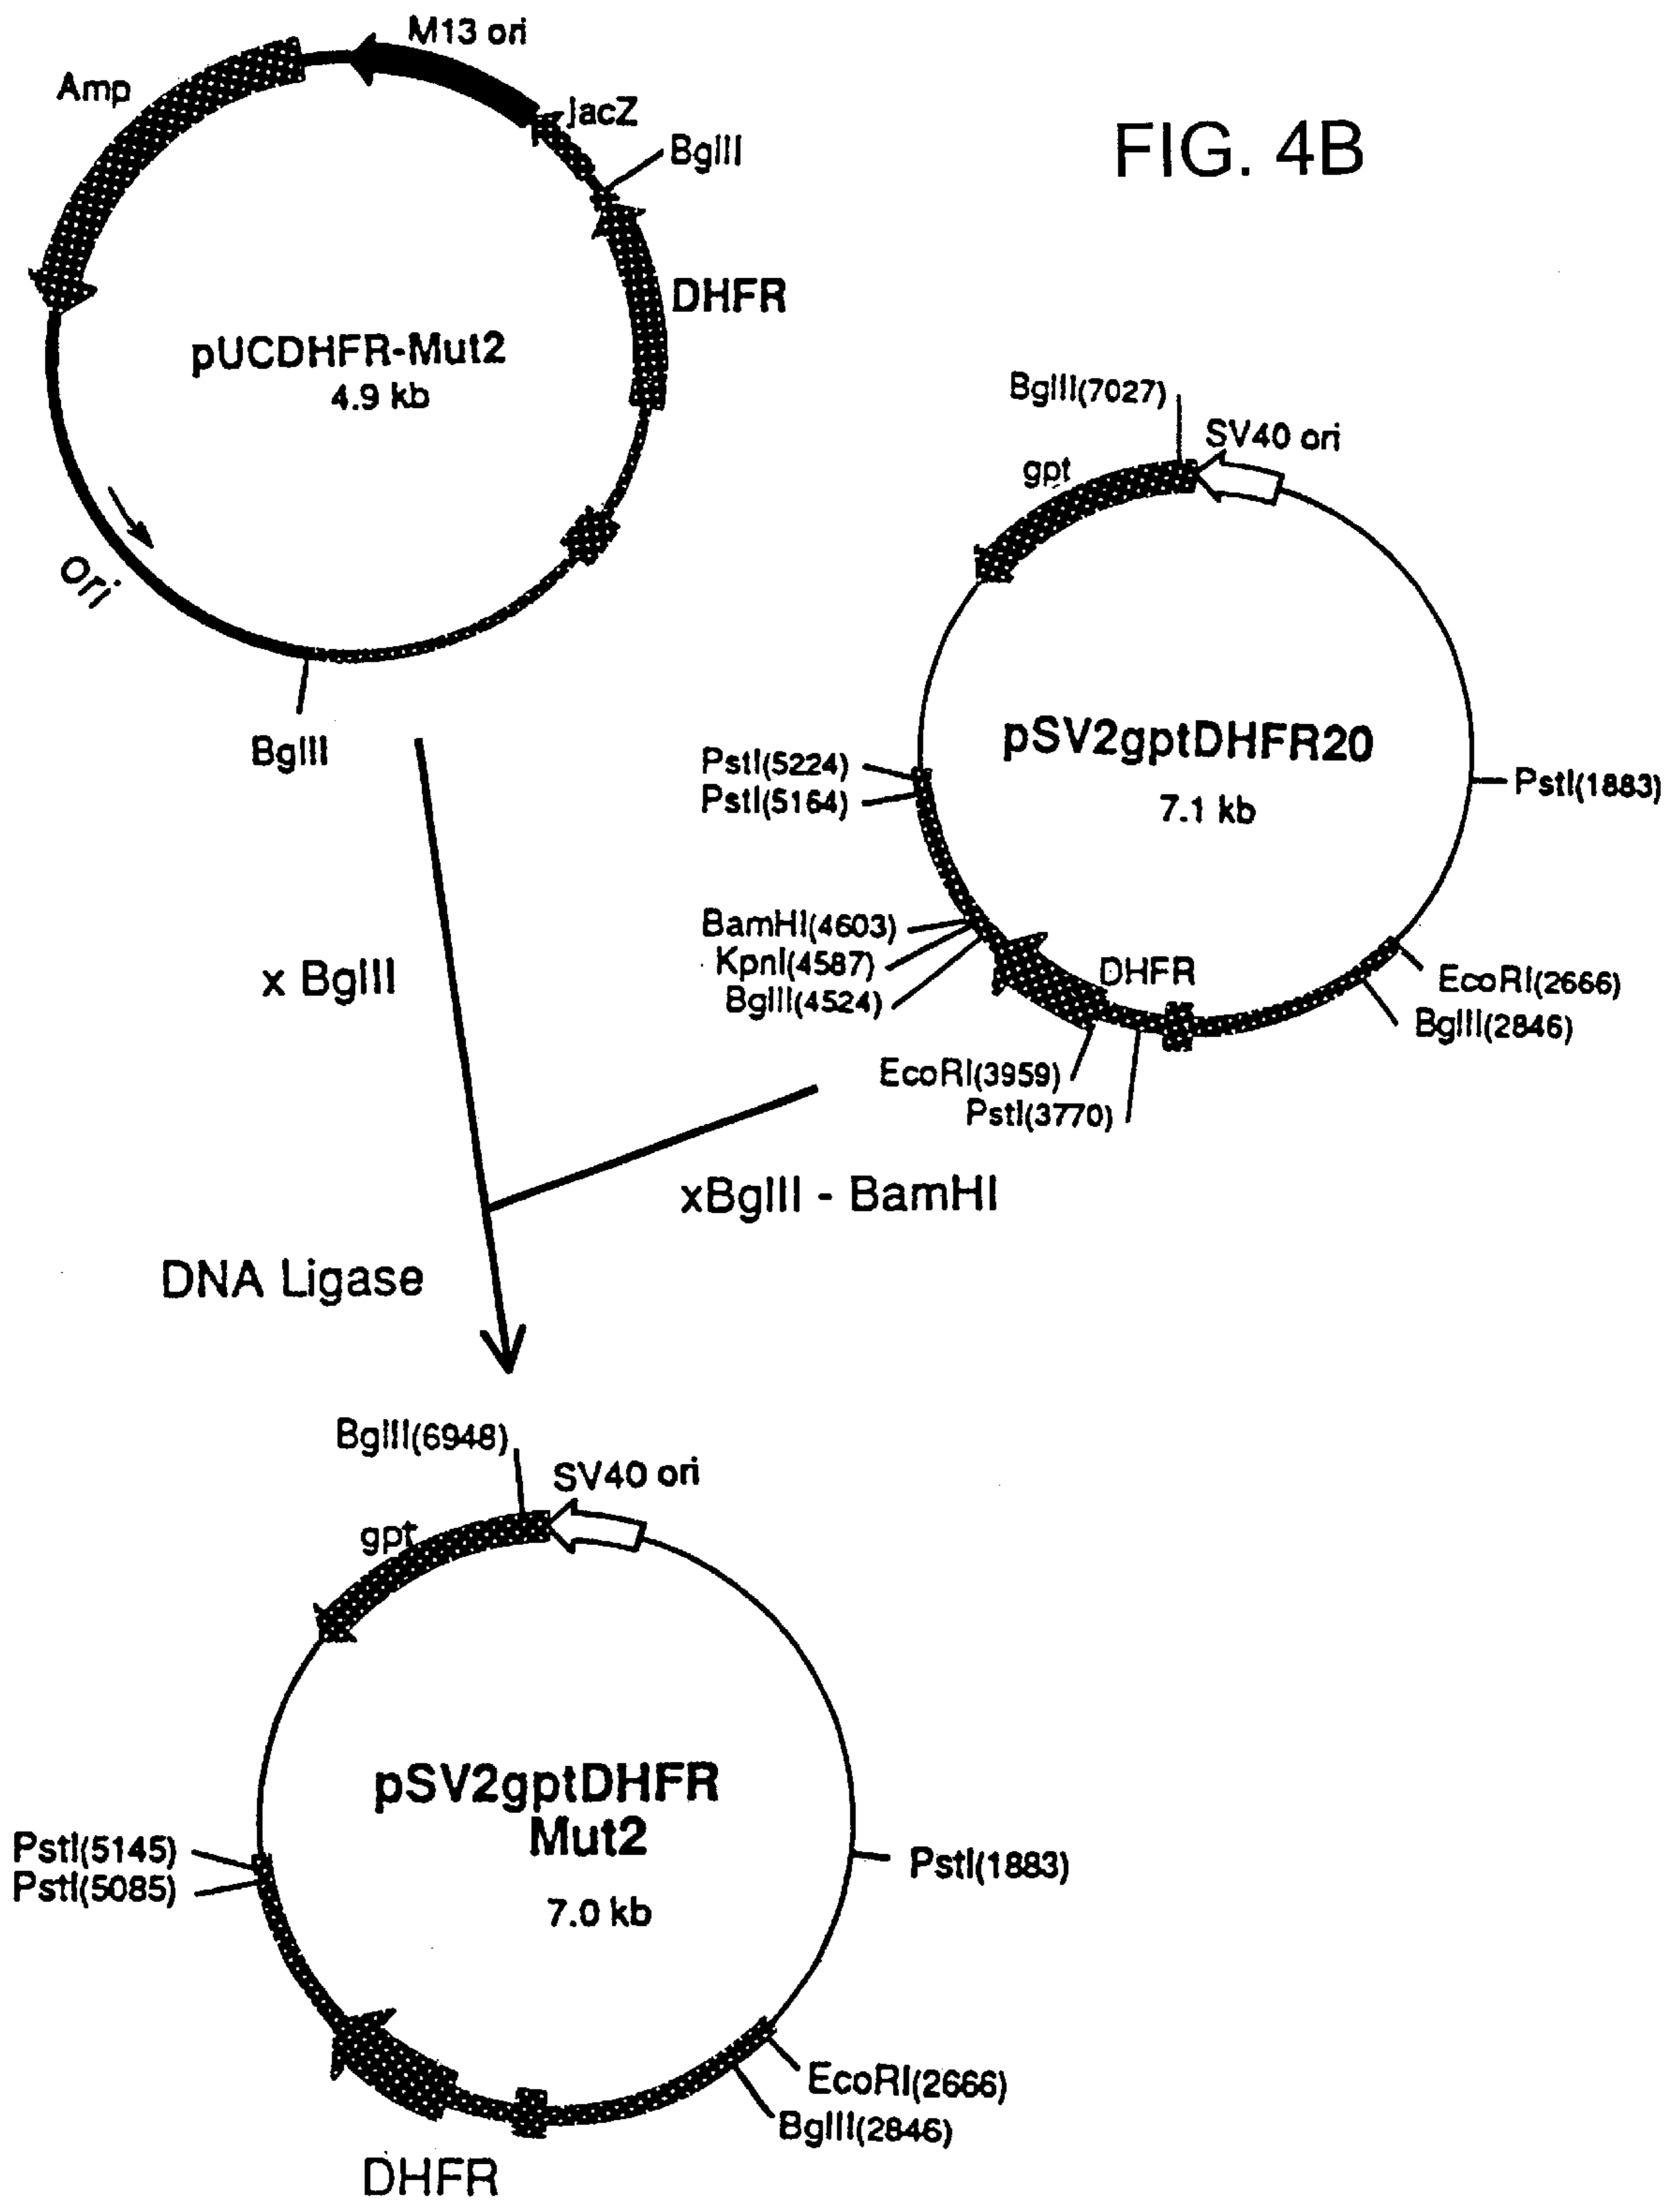 FIG. 4B
M13 ori
Amp
lacZ
BglII
DHFR
pUCDHFR-Mut2
4.9 kb
ori
BglII
BglII(7027)
SV40 ori
gpt
pSV2gptDHFR20
7.1 kb
PstI(5224)
PstI(5164)
PstI(1883)
BamHI(4603)
KpnI(4587)
BglII(4524)
DHFR
EcoRI(2666)
BglII(2846)
EcoRI(3959)
PstI(3770)
x BglII
xBglII - BamHI
DNA Ligase
BglII(6948)
SV40 ori
gpt
pSV2gptDHFR
Mut2
7.0 kb
PstI(5145)
PstI(5085)
PstI(1883)
EcoRI(2666)
BglII(2846)
DHFR